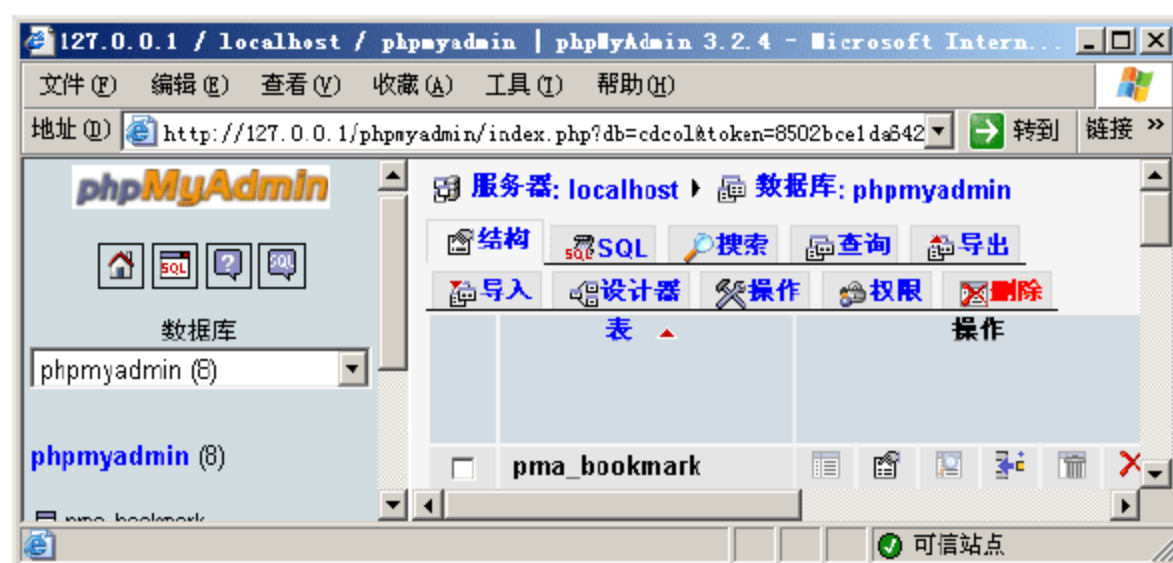 127.0.0.1 / localhost / phpmyadmin | phpMyAdmin 3.2.4 - Microsoft Intern...
文件(F) 编辑(E) 查看(V) 收藏(A) 工具(T) 帮助(H)
地址(D) http://127.0.0.1/phpmyadmin/index.php?db=cdcol&token=8502bce1da642 转到 链接 »
phpMyAdmin
SQL ? SQL
数据库
phpmyadmin (8)
phpmyadmin (8)
pma_bookmark
服务器: localhost ▸ 数据库: phpmyadmin
结构 SQL 搜索 查询 导出
导入 设计器 操作 权限 删除
表 操作
pma_bookmark
可信站点